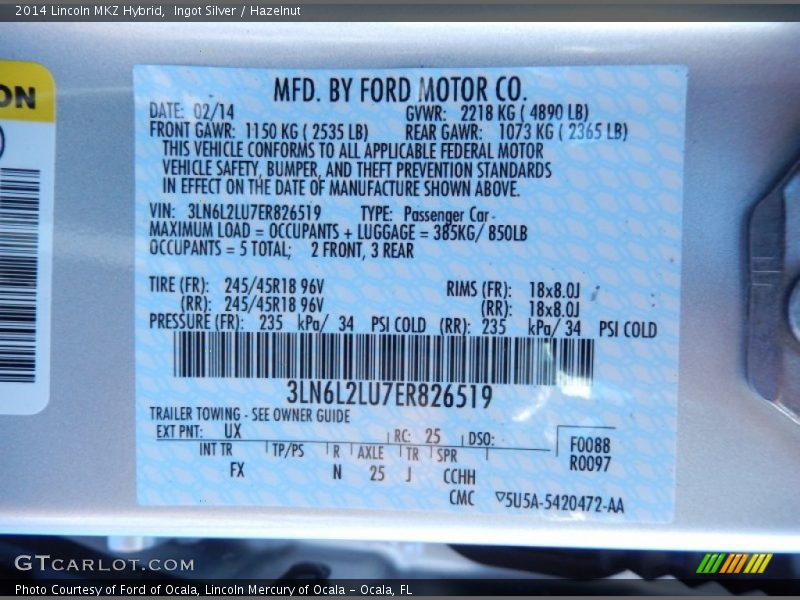 2014 Lincoln MKZ Hybrid,  Ingot Silver / Hazelnut
ON
MFD. BY FORD MOTOR CO.
DATE: 02/14 GVWR: 2218 KG ( 4890 LB)
FRONT GAWR: 1150 KG ( 2535 LB) REAR GAWR: 1073 KG ( 2365 LB)
THIS VEHICLE CONFORMS TO ALL APPLICABLE FEDERAL MOTOR
VEHICLE SAFETY, BUMPER, AND THEFT PREVENTION STANDARDS
IN EFFECT ON THE DATE OF MANUFACTURE SHOWN ABOVE.
VIN: 3LN6L2LU7ER826519 TYPE: Passenger Car-
MAXIMUM LOAD = OCCUPANTS + LUGGAGE = 385KG/ 850LB
OCCUPANTS = 5 TOTAL; 2 FRONT, 3 REAR
TIRE (FR): 245/45R18 96V RIMS (FR): 18x8.0J
(RR): 245/45R18 96V (RR): 18x8.0J
PRESSURE (FR): 235 kPa/ 34 PSI COLD (RR): 235 kPa/ 34 PSI COLD
3LN6L2LU7ER826519
TRAILER TOWING - SEE OWNER GUIDE
EXT PNT: UX RC: 25 DSO: F0088
INT TR TP/PS R AXLE TR SPR R0097
FX N 25 J CCHH
CMC ▽5U5A-5420472-AA
GTCARLOT.COM
Photo Courtesy of Ford of Ocala, Lincoln Mercury of Ocala – Ocala, FL